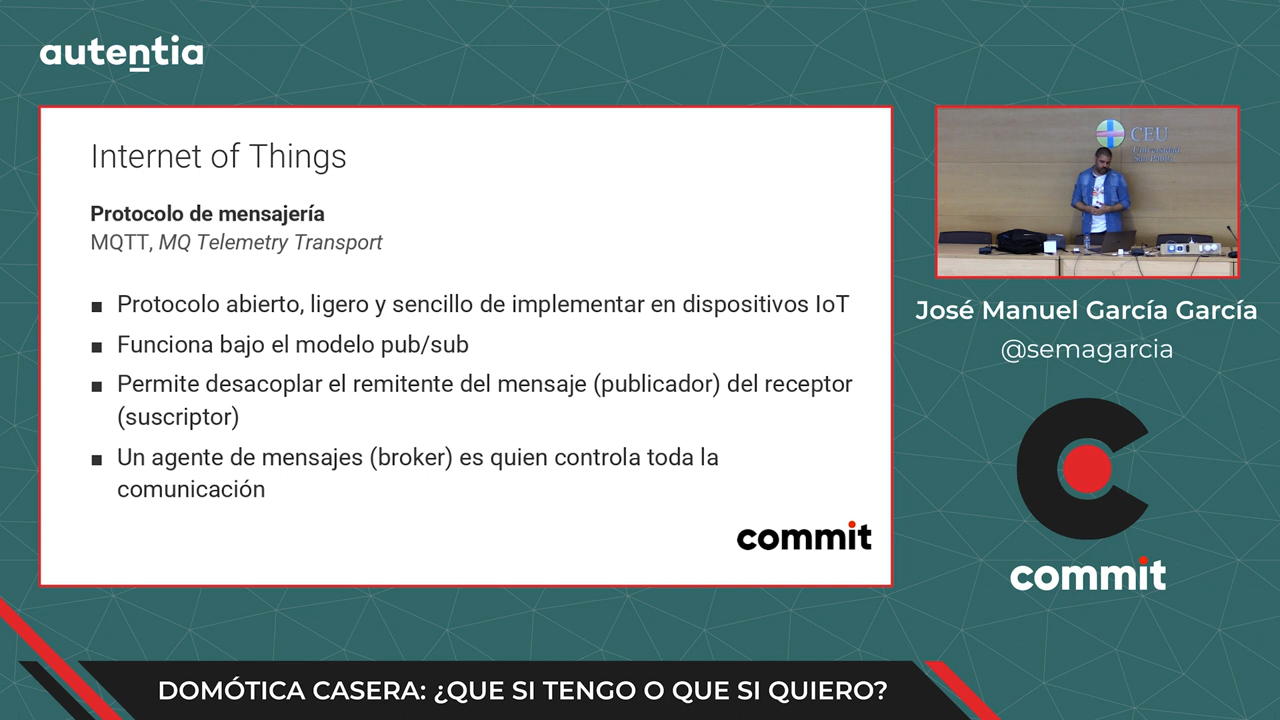 autentia
Internet of Things
Protocolo de mensajería
MQTT, MQ Telemetry Transport
▪ Protocolo abierto, ligero y sencillo de implementar en dispositivos IoT
▪ Funciona bajo el modelo pub/sub
▪ Permite desacoplar el remitente del mensaje (publicador) del receptor
(suscriptor)
▪ Un agente de mensajes (broker) es quien controla toda la
comunicación
commit
CEU
Universidad
San Pablo
José Manuel García García
@semagarcia
commit
DOMÓTICA CASERA: ¿QUE SI TENGO O QUE SI QUIERO?